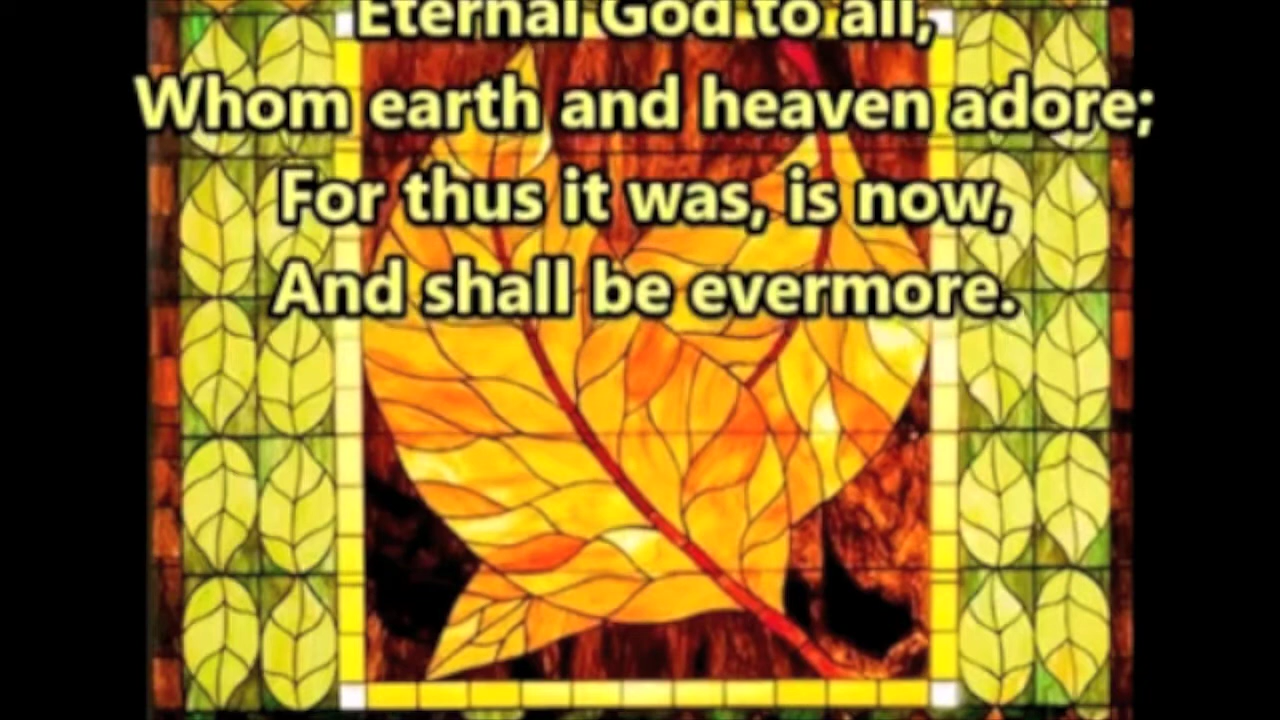 Eternal God to all,
Whom earth and heaven adore;
For thus it was, is now,
And shall be evermore.